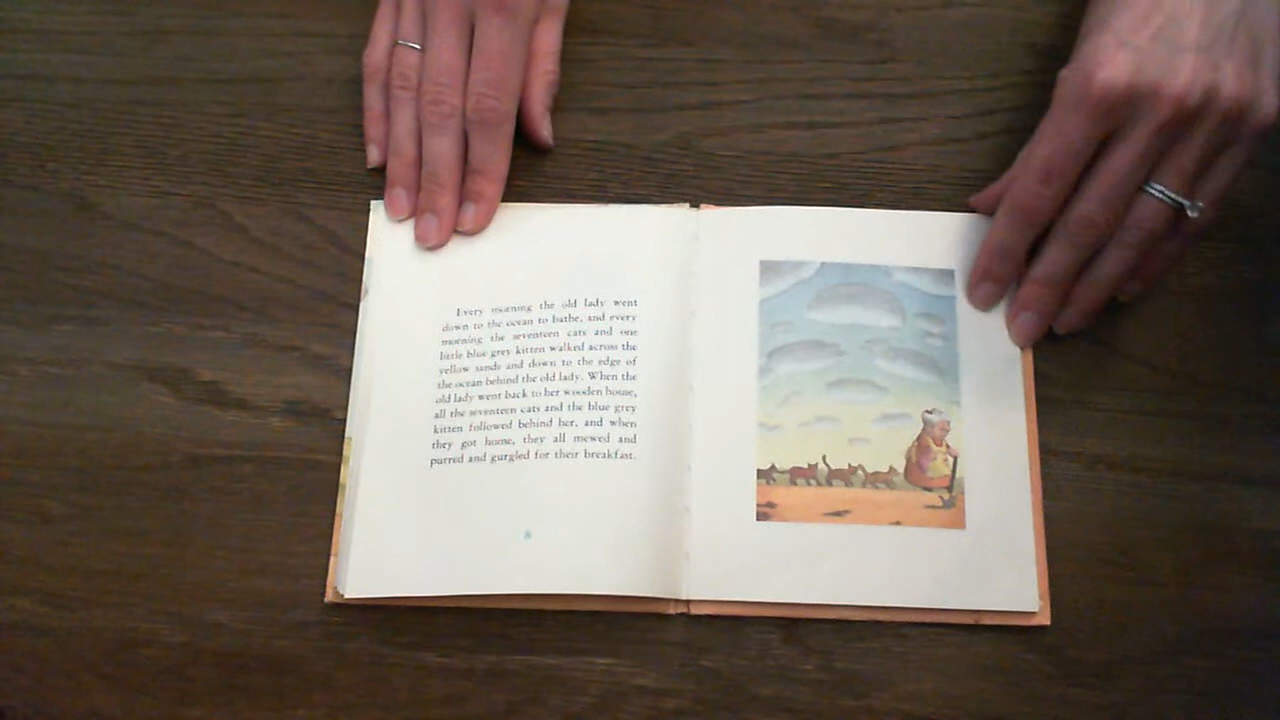 Every morning the old lady went
down to the ocean to bathe, and every
morning the seventeen cats and one
little blue grey kitten walked across the
yellow sands and down to the edge of
the ocean behind the old lady. When the
old lady went back to her wooden house,
all the seventeen cats and the blue grey
kitten followed behind her, and when
they got home, they all mewed and
purred and gurgled for their breakfast.